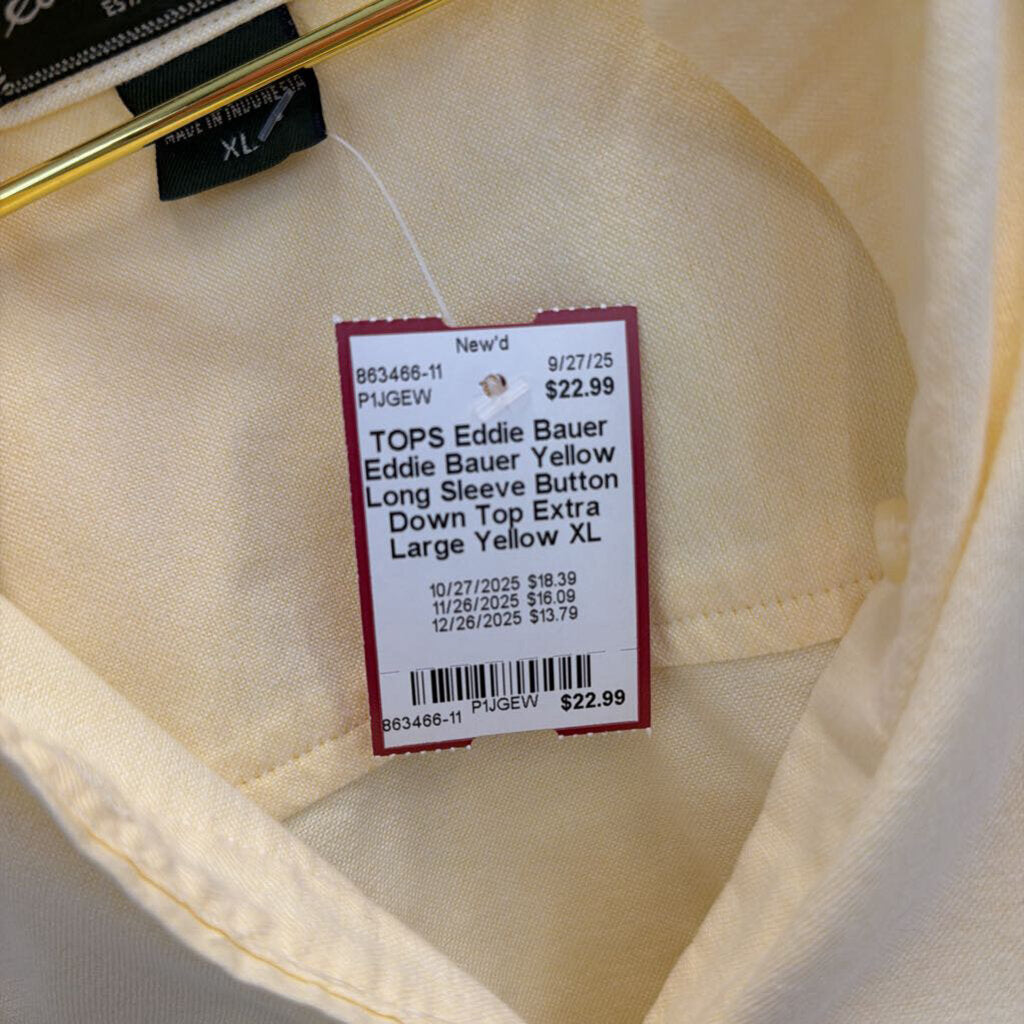 MADE IN INDONESIA
XL
New'd
863466-11 9/27/25
P1JGEW $22.99
TOPS Eddie Bauer
Eddie Bauer Yellow
Long Sleeve Button
Down Top Extra
Large Yellow XL
10/27/2025 $18.39
11/26/2025 $16.09
12/26/2025 $13.79
863466-11 P1JGEW $22.99